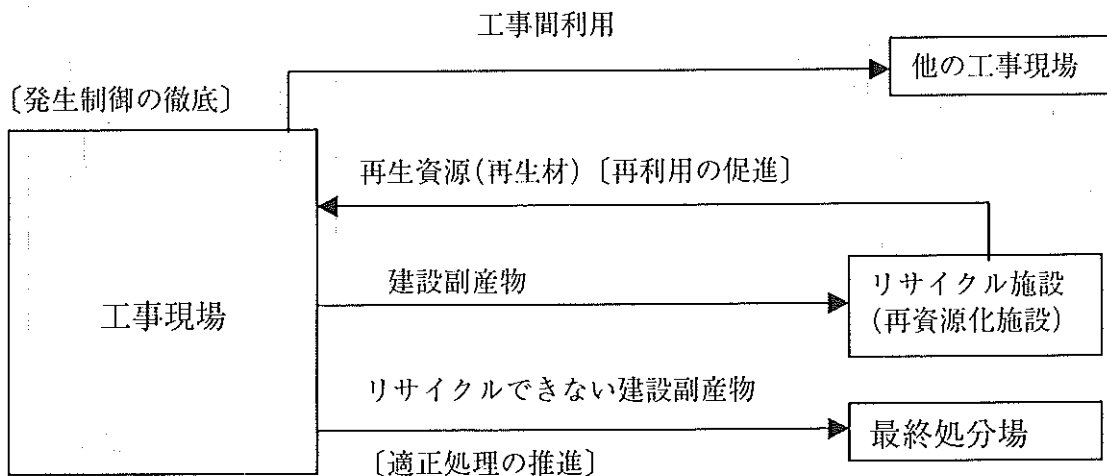 工事間利用
他の工事現場
〔発生制御の徹底〕
再生資源(再生材)〔再利用の促進〕
建設副産物
リサイクル施設
(再資源化施設)
工事現場
リサイクルできない建設副産物
最終処分場
〔適正処理の推進〕